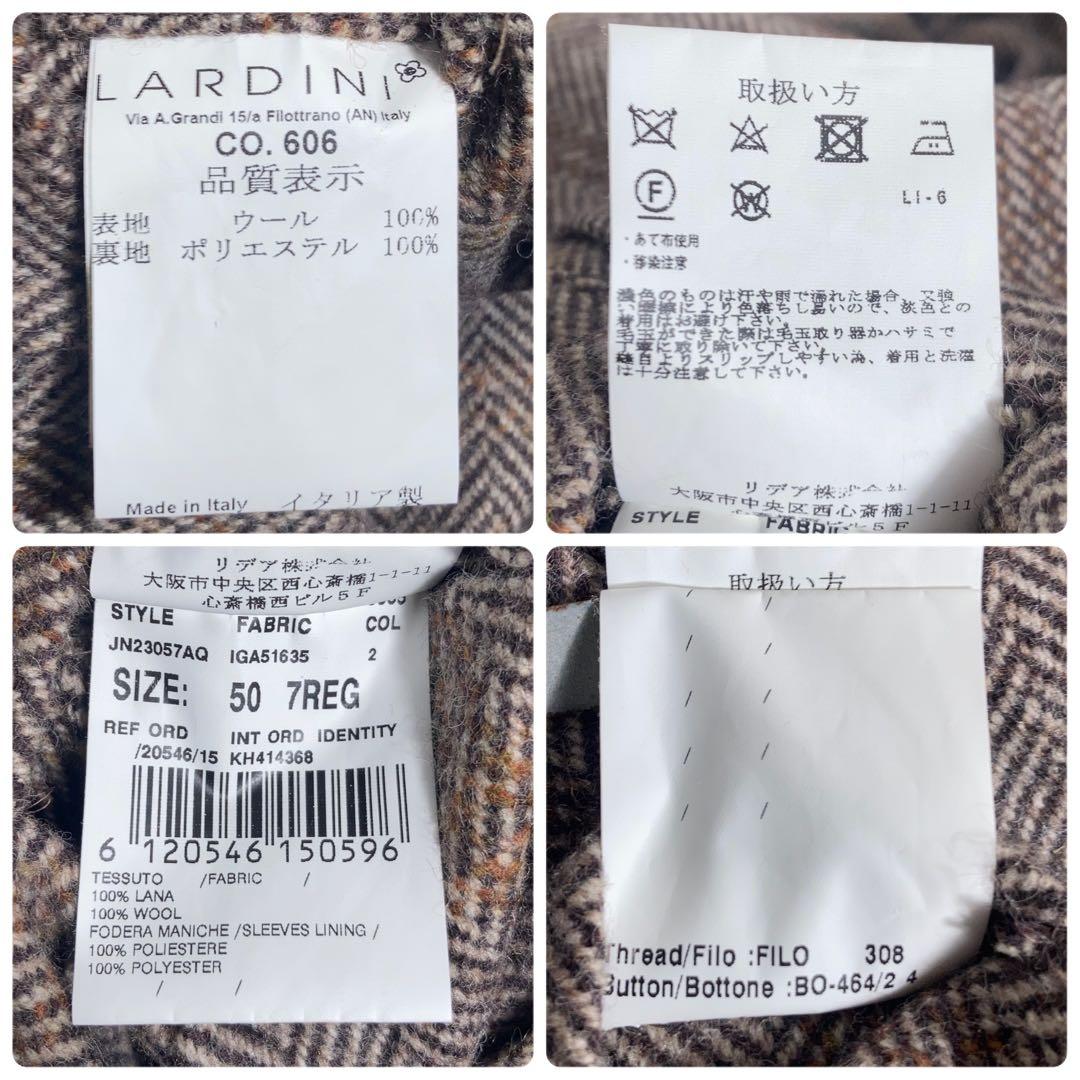 LARDINI
Via A.Grandi 15/a Filottrano (AN) Italy
CO. 606
品質表示
表地 ウール 100%
裏地 ポリエステル 100%
Made in Italy イタリア製
取扱い方
F
W
LI-6
・あて布使用
・移染注意
濃色のものは汗や雨で濡れた場合、又強
い摩擦により色落ちし易いので、淡色との
着用はお避け下さい。
毛玉ができた際は毛玉取り器かハサミで
丁寧に取り除いて下さい。
縫目よりスリップしやすい為、着用と洗濯
は十分注意して下さい。
リデア株式会社
大阪市中央区西心斎橋1-1-11
STYLE FABRIC 5F
リデア株式会社
大阪市中央区西心斎橋1-1-11
心斎橋西ビル5F
STYLE FABRIC COL
JN23057AQ IGA51635 2
SIZE: 50 7REG
REF ORD INT ORD IDENTITY
/20546/15 KH414368
6 120546 150596
TESSUTO /FABRIC /
100% LANA
100% WOOL
FODERA MANICHE /SLEEVES LINING /
100% POLIESTERE
100% POLYESTER
/ /
取扱い方
Thread/Filo :FILO 308
Button/Bottone :BO-464/2 4